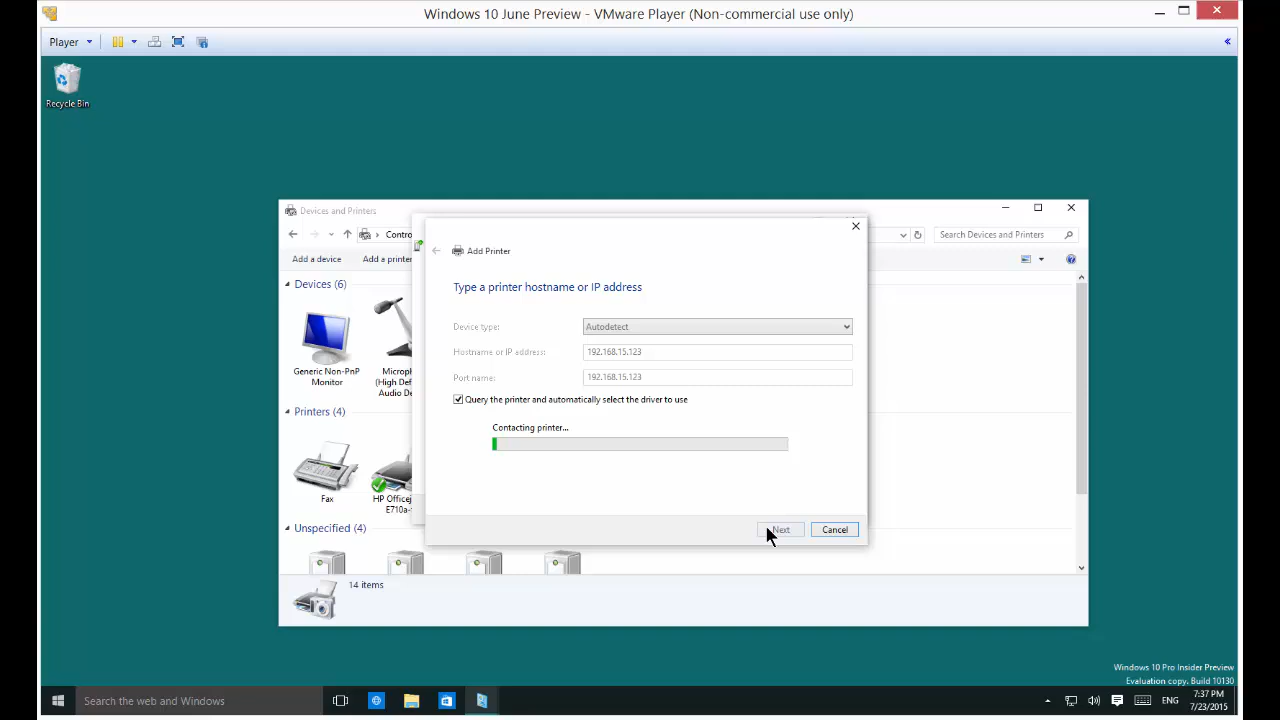 Windows 10 June Preview - VMware Player (Non-commercial use only)
Player
Recycle Bin
Devices and Printers
Search Devices and Printers
Add a device
Add a printer
Add Printer
Type a printer hostname or IP address
Device type:
Autodetect
Hostname or IP address:
192.168.15.123
Port name:
192.168.15.123
Query the printer and automatically select the driver to use
Contacting printer...
Next
Cancel
Devices (6)
Generic Non-PnP
Monitor
(High Def
Audio De
Printers (4)
Fax
E710a-
Unspecified (4)
14 items
Windows 10 Pro Insider Preview
Evaluation copy. Build 10130
Search the web and Windows
ENG
7:37 PM
7/23/2015